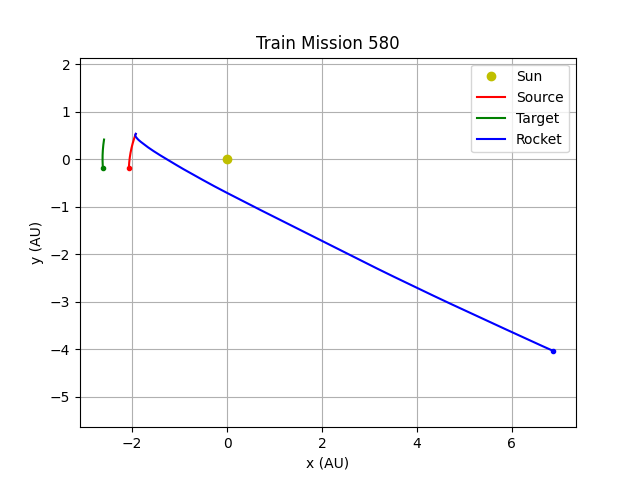 Train Mission 580
Sun
Source
Target
Rocket
2
1
0
−1
−2
−3
−4
−5
y (AU)
−2
0
2
4
6
x (AU)